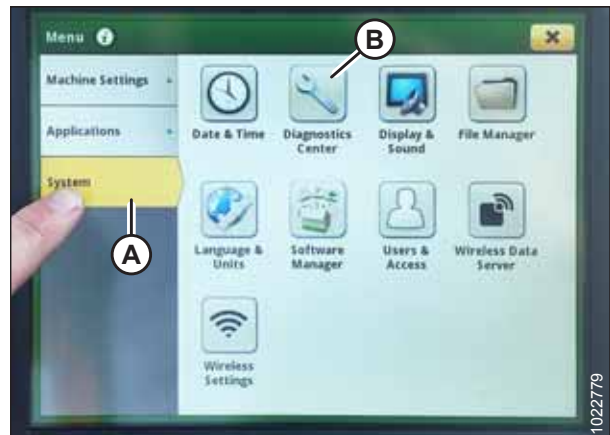 Menu
B
Machine Settings
Applications
System
A
Date & Time
Diagnostics
Center
Display &
Sound
File Manager
Language &
Units
Software
Manager
Users &
Access
Wireless Data
Server
Wireless
Settings
1022779